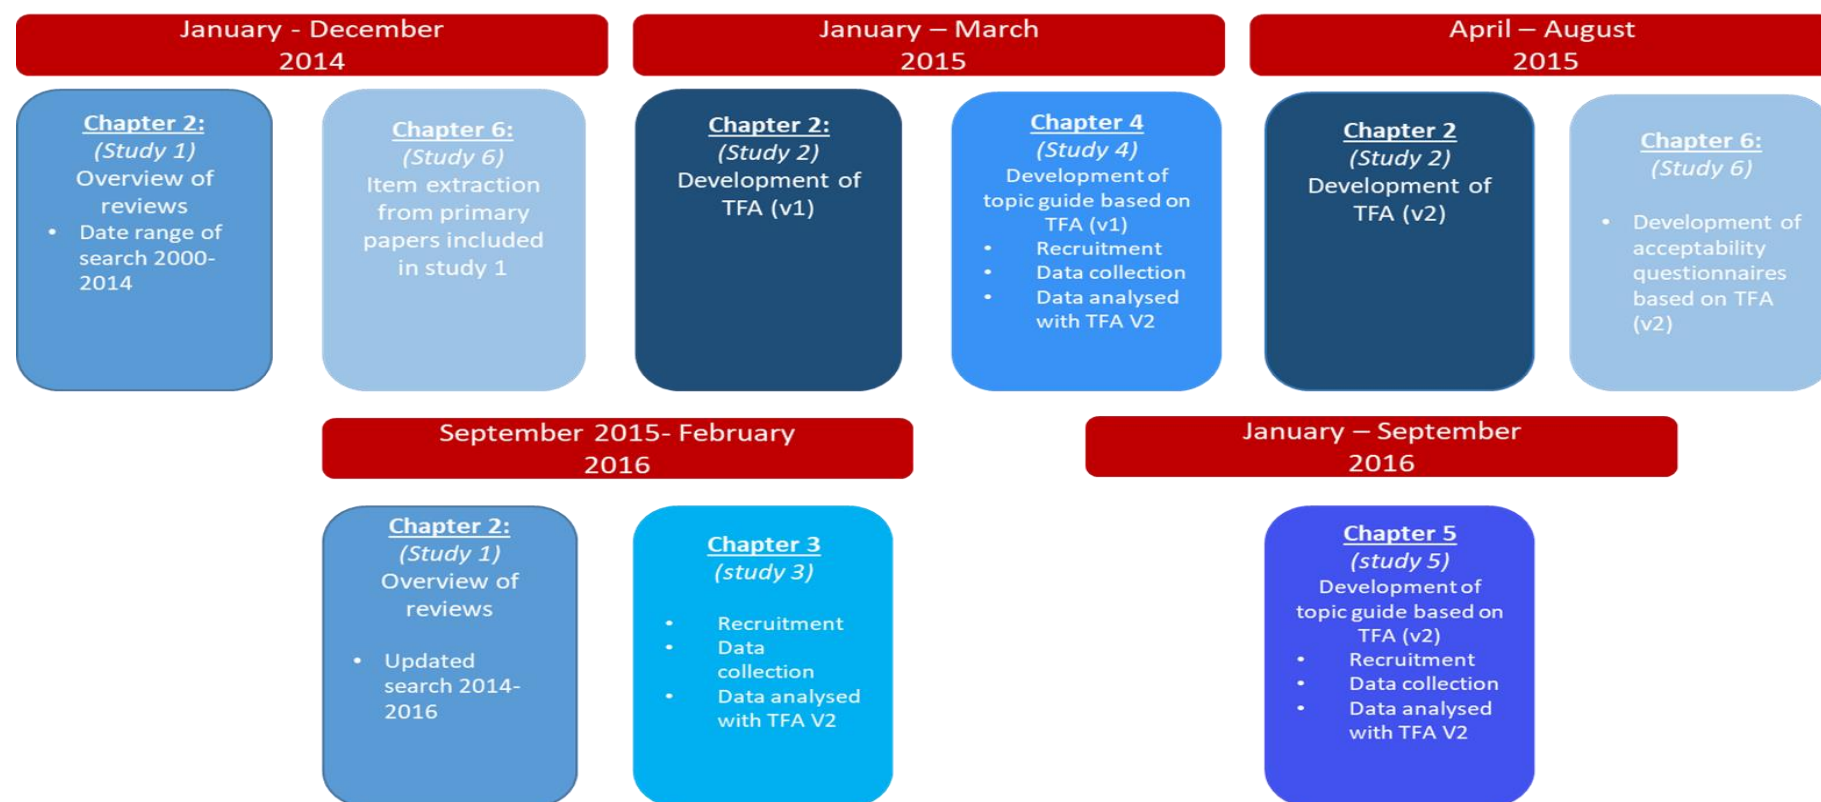 January - December
2014
January – March
2015
April – August
2015
Chapter 2:
(Study 1)
Overview of
reviews
• Date range of
search 2000-
2014
Chapter 6:
(Study 6)
Item extraction
from primary
papers included
in study 1
Chapter 2:
(Study 2)
Development of
TFA (v1)
Chapter 4
(Study 4)
Development of
topic guide based on
TFA (v1)
• Recruitment
• Data collection
• Data analysed
with TFA V2
Chapter 2
(Study 2)
Development of
TFA (v2)
Chapter 6:
(Study 6)
• Development of
acceptability
questionnaires
based on TFA
(v2)
September 2015- February
2016
January – September
2016
Chapter 2:
(Study 1)
Overview of
reviews
• Updated
search 2014-
2016
Chapter 3
(study 3)
• Recruitment
• Data
collection
• Data analysed
with TFA V2
Chapter 5
(study 5)
Development of
topic guide based on
TFA (v2)
• Recruitment
• Data collection
• Data analysed
with TFA V2